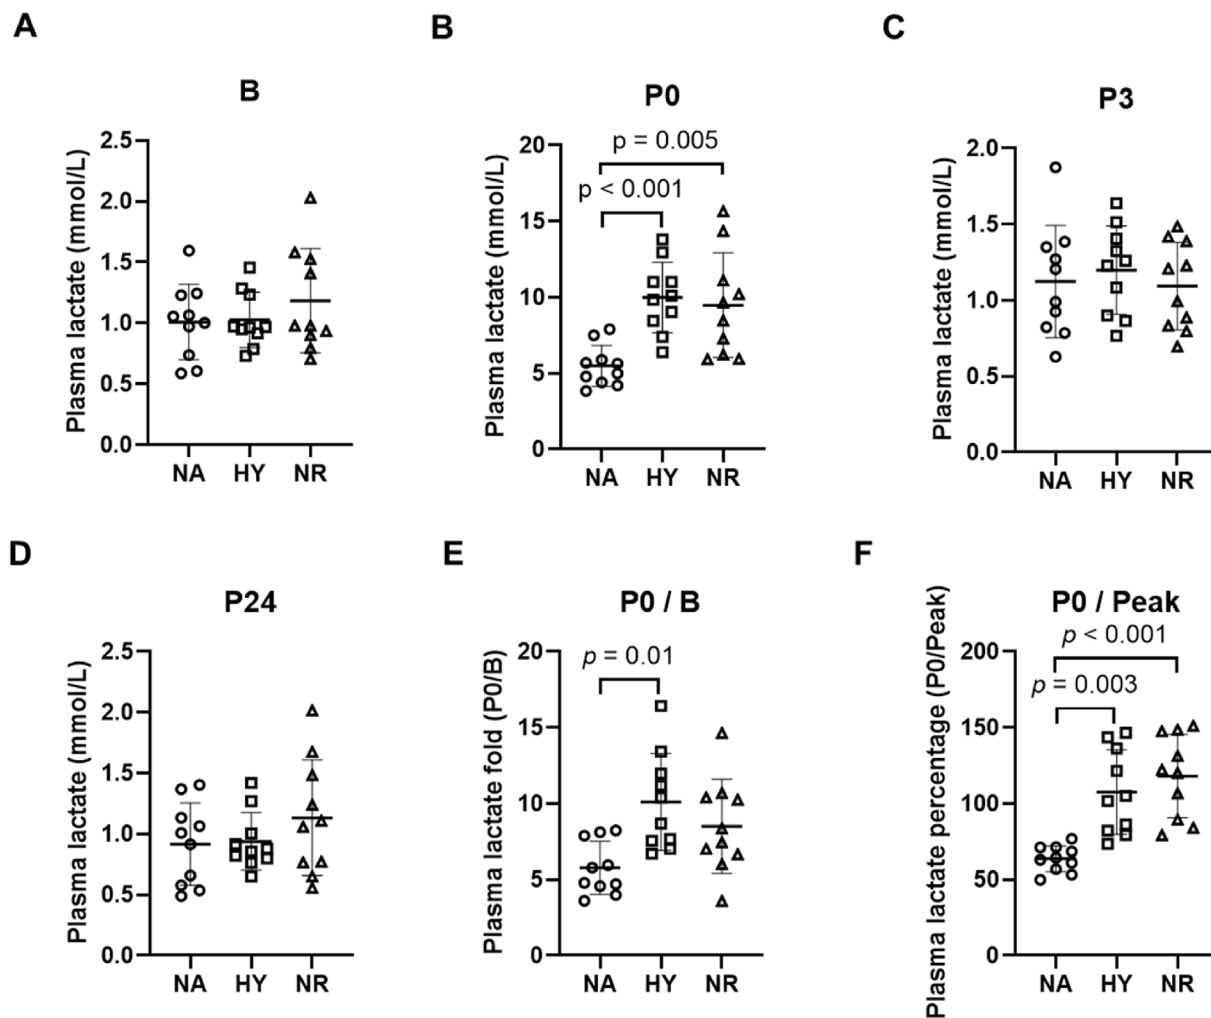 A
B
Plasma lactate (mmol/L)
2.5
2.0
1.5
1.0
0.5
0.0
NA HY NR
B
P0
Plasma lactate (mmol/L)
20
15
10
5
0
p = 0.005
p < 0.001
NA HY NR
C
P3
Plasma lactate (mmol/L)
2.0
1.5
1.0
0.5
0.0
NA HY NR
D
P24
Plasma lactate (mmol/L)
2.5
2.0
1.5
1.0
0.5
0.0
NA HY NR
E
P0 / B
Plasma lactate fold (P0/B)
20
15
10
5
0
p = 0.01
NA HY NR
F
P0 / Peak
Plasma lactate percentage (P0/Peak)
200
150
100
50
0
p < 0.001
p = 0.003
NA HY NR